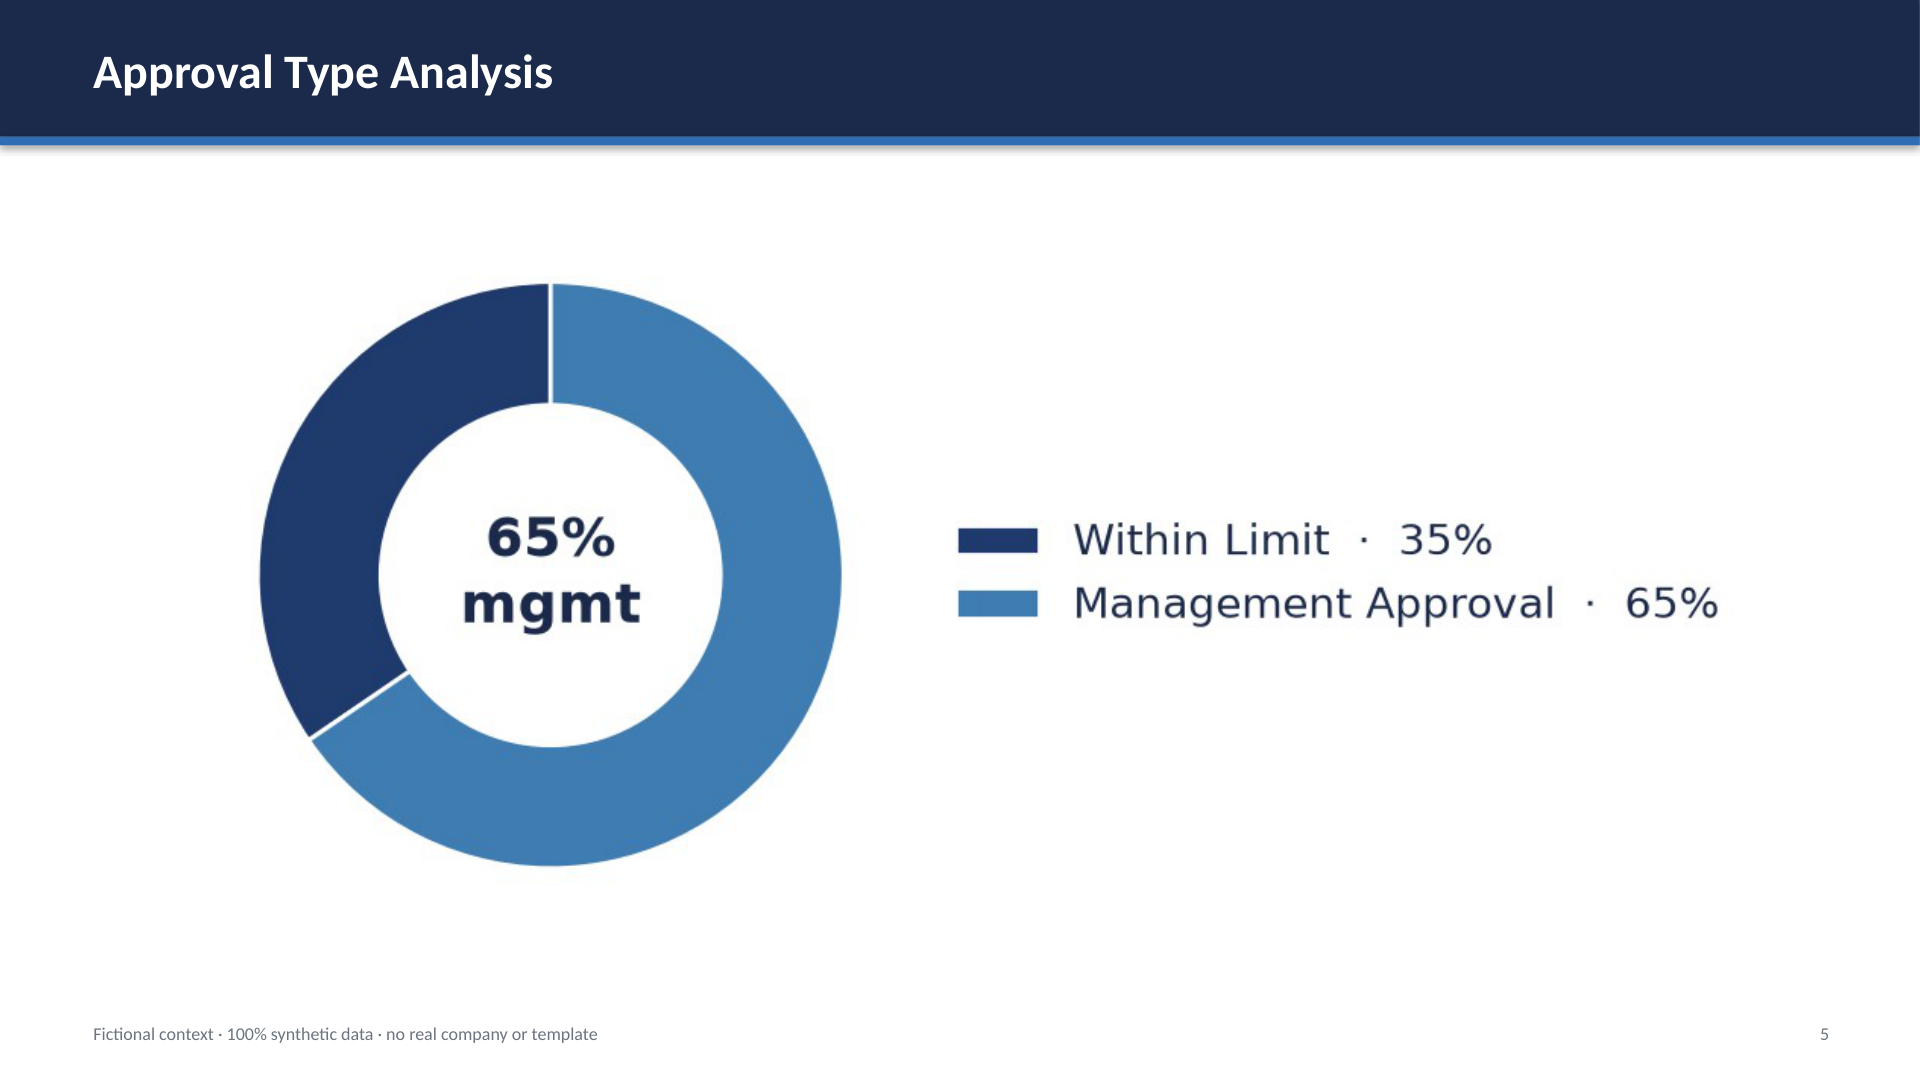 Approval Type Analysis
65%
mgmt
Within Limit · 35%
Management Approval · 65%
Fictional context · 100% synthetic data · no real company or template
5